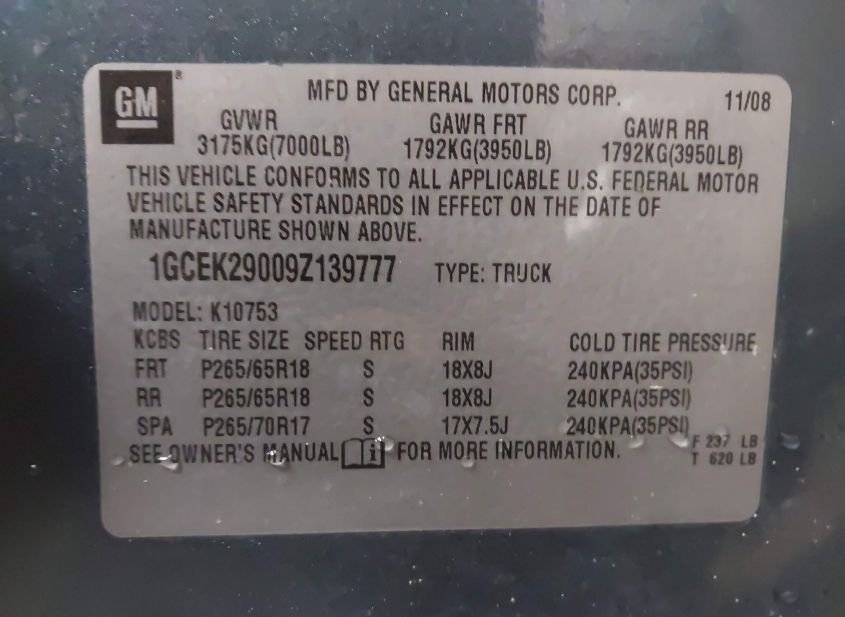 GM ® MFD BY GENERAL MOTORS CORP. 11/08
GVWR GAWR FRT GAWR RR
3175KG(7000LB) 1792KG(3950LB) 1792KG(3950LB)
THIS VEHICLE CONFORMS TO ALL APPLICABLE U.S. FEDERAL MOTOR
VEHICLE SAFETY STANDARDS IN EFFECT ON THE DATE OF
MANUFACTURE SHOWN ABOVE.
1GCEK29009Z139777 TYPE: TRUCK
MODEL: K10753
KCBS TIRE SIZE SPEED RTG RIM COLD TIRE PRESSURE
FRT P265/65R18 S 18X8J 240KPA(35PSI)
RR P265/65R18 S 18X8J 240KPA(35PSI)
SPA P265/70R17 S 17X7.5J 240KPA(35PSI)
SEE OWNER'S MANUAL i FOR MORE INFORMATION.
F 237 LB
T 620 LB